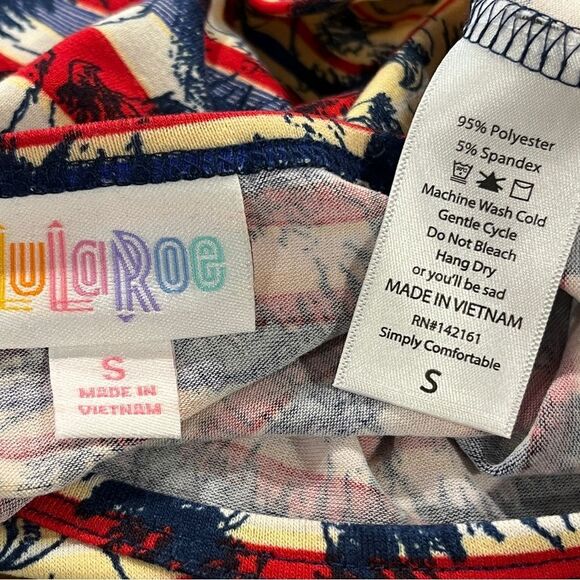 LuLaRoe
S
MADE IN
VIETNAM
95% Polyester
5% Spandex
Machine Wash Cold
Gentle Cycle
Do Not Bleach
Hang Dry
or you'll be sad
MADE IN VIETNAM
RN#142161
Simply Comfortable
S